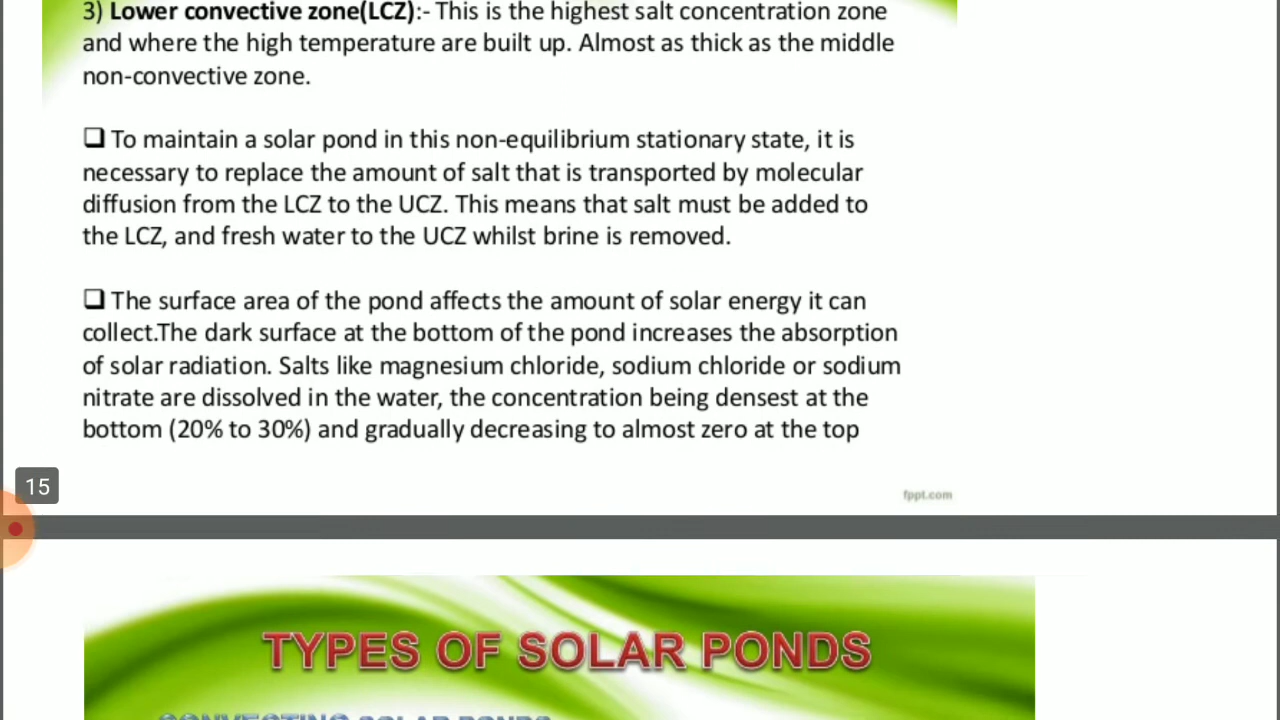 3) Lower convective zone(LCZ):- This is the highest salt concentration zone
and where the high temperature are built up. Almost as thick as the middle
non-convective zone.
❑ To maintain a solar pond in this non-equilibrium stationary state, it is
necessary to replace the amount of salt that is transported by molecular
diffusion from the LCZ to the UCZ. This means that salt must be added to
the LCZ, and fresh water to the UCZ whilst brine is removed.
❑ The surface area of the pond affects the amount of solar energy it can
collect.The dark surface at the bottom of the pond increases the absorption
of solar radiation. Salts like magnesium chloride, sodium chloride or sodium
nitrate are dissolved in the water, the concentration being densest at the
bottom (20% to 30%) and gradually decreasing to almost zero at the top
15
fppt.com
TYPES OF SOLAR PONDS
CONVECTING SOLAR PONDS